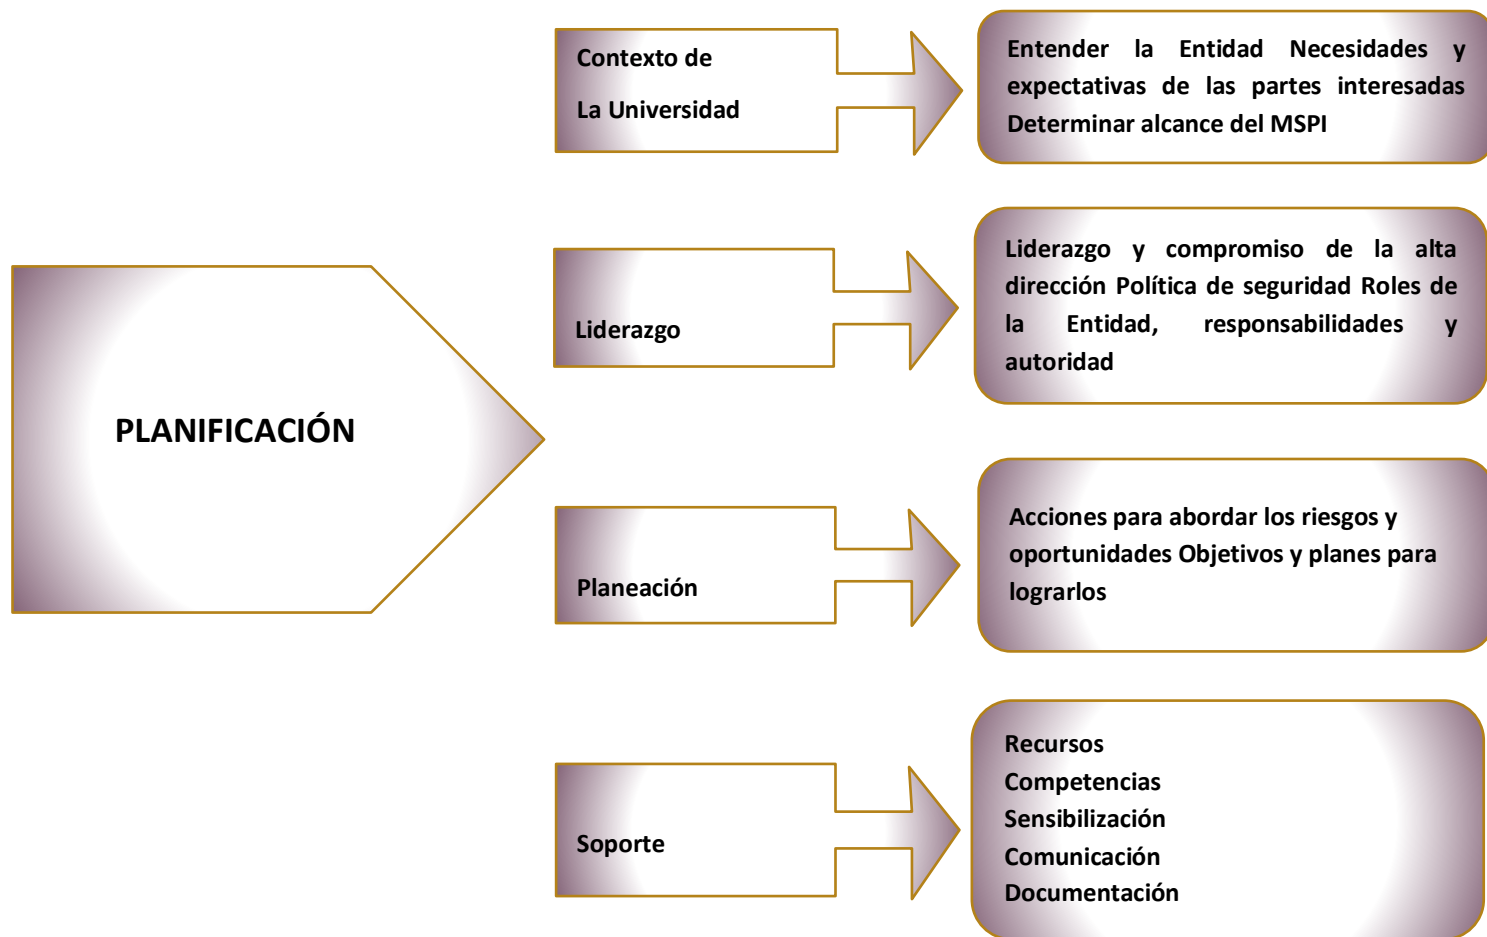 PLANIFICACIÓN
Contexto de
La Universidad
Entender la Entidad Necesidades y
expectativas de las partes interesadas
Determinar alcance del MSPI
Liderazgo
Liderazgo y compromiso de la alta
dirección Política de seguridad Roles de
la Entidad, responsabilidades y
autoridad
Planeación
Acciones para abordar los riesgos y
oportunidades Objetivos y planes para
lograrlos
Soporte
Recursos
Competencias
Sensibilización
Comunicación
Documentación